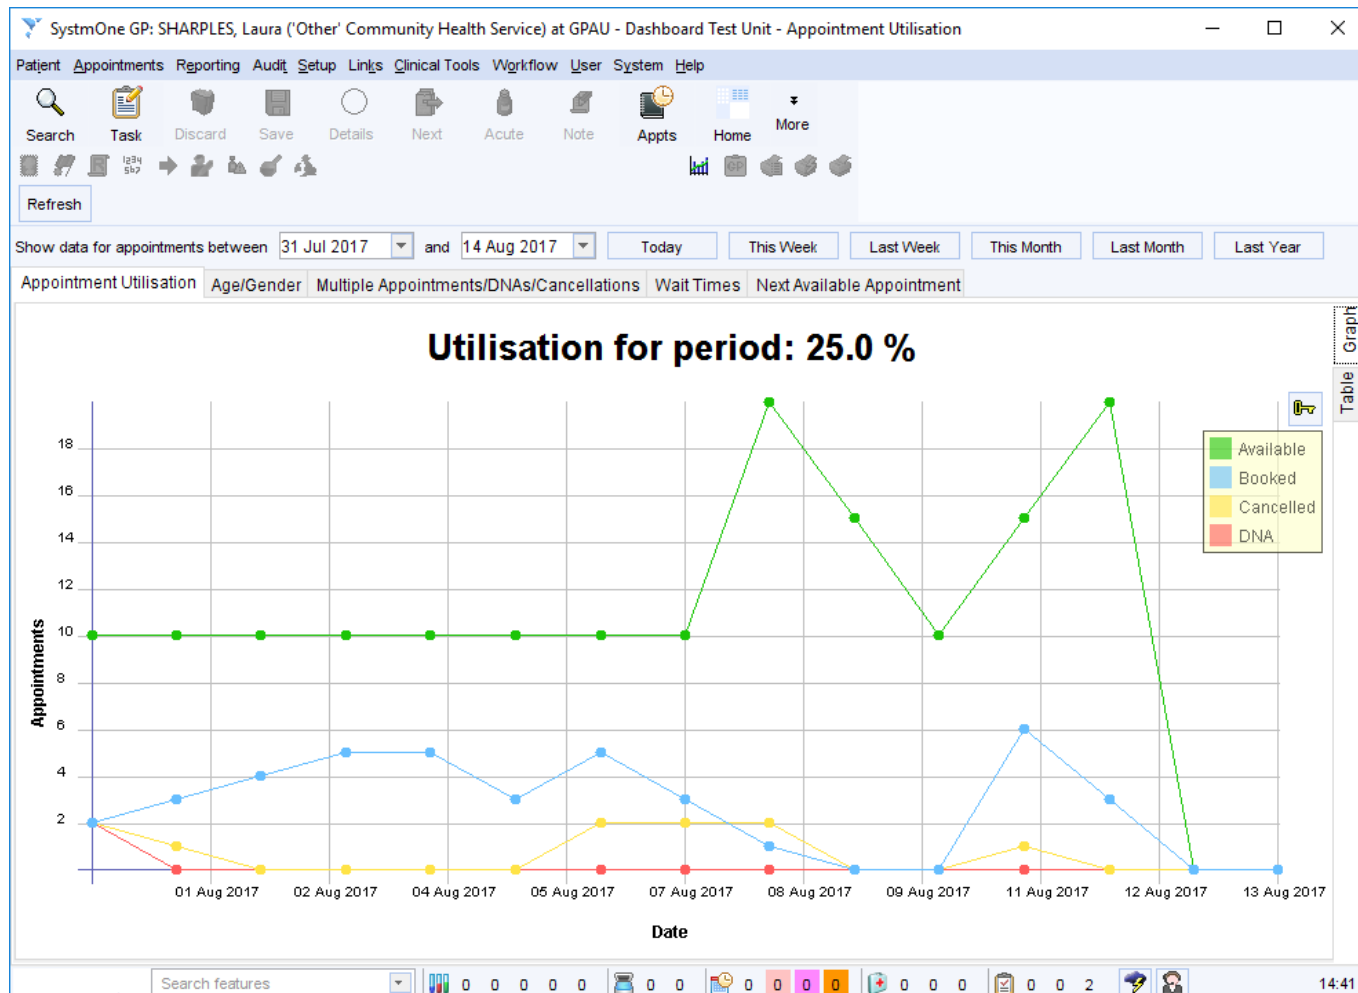 SystmOne GP: SHARPLES, Laura ('Other' Community Health Service) at GPAU - Dashboard Test Unit - Appointment Utilisation
Patient Appointments Reporting Audit Setup Links Clinical Tools Workflow User System Help
Search Task Discard Save Details Next Acute Note Appts Home More
1234
567
GP
Refresh
Show data for appointments between 31 Jul 2017 and 14 Aug 2017 Today This Week Last Week This Month Last Month Last Year
Appointment Utilisation Age/Gender Multiple Appointments/DNAs/Cancellations Wait Times Next Available Appointment
Graph
Table
Utilisation for period: 25.0 %
Available
Booked
Cancelled
DNA
18
16
14
12
10
8
6
4
2
Appointments
01 Aug 2017 02 Aug 2017 04 Aug 2017 05 Aug 2017 07 Aug 2017 08 Aug 2017 09 Aug 2017 11 Aug 2017 12 Aug 2017 13 Aug 2017
Date
Search features 0 0 0 0 0 0 0 0 0 0 0 0 0 0 0 0 2 14:41